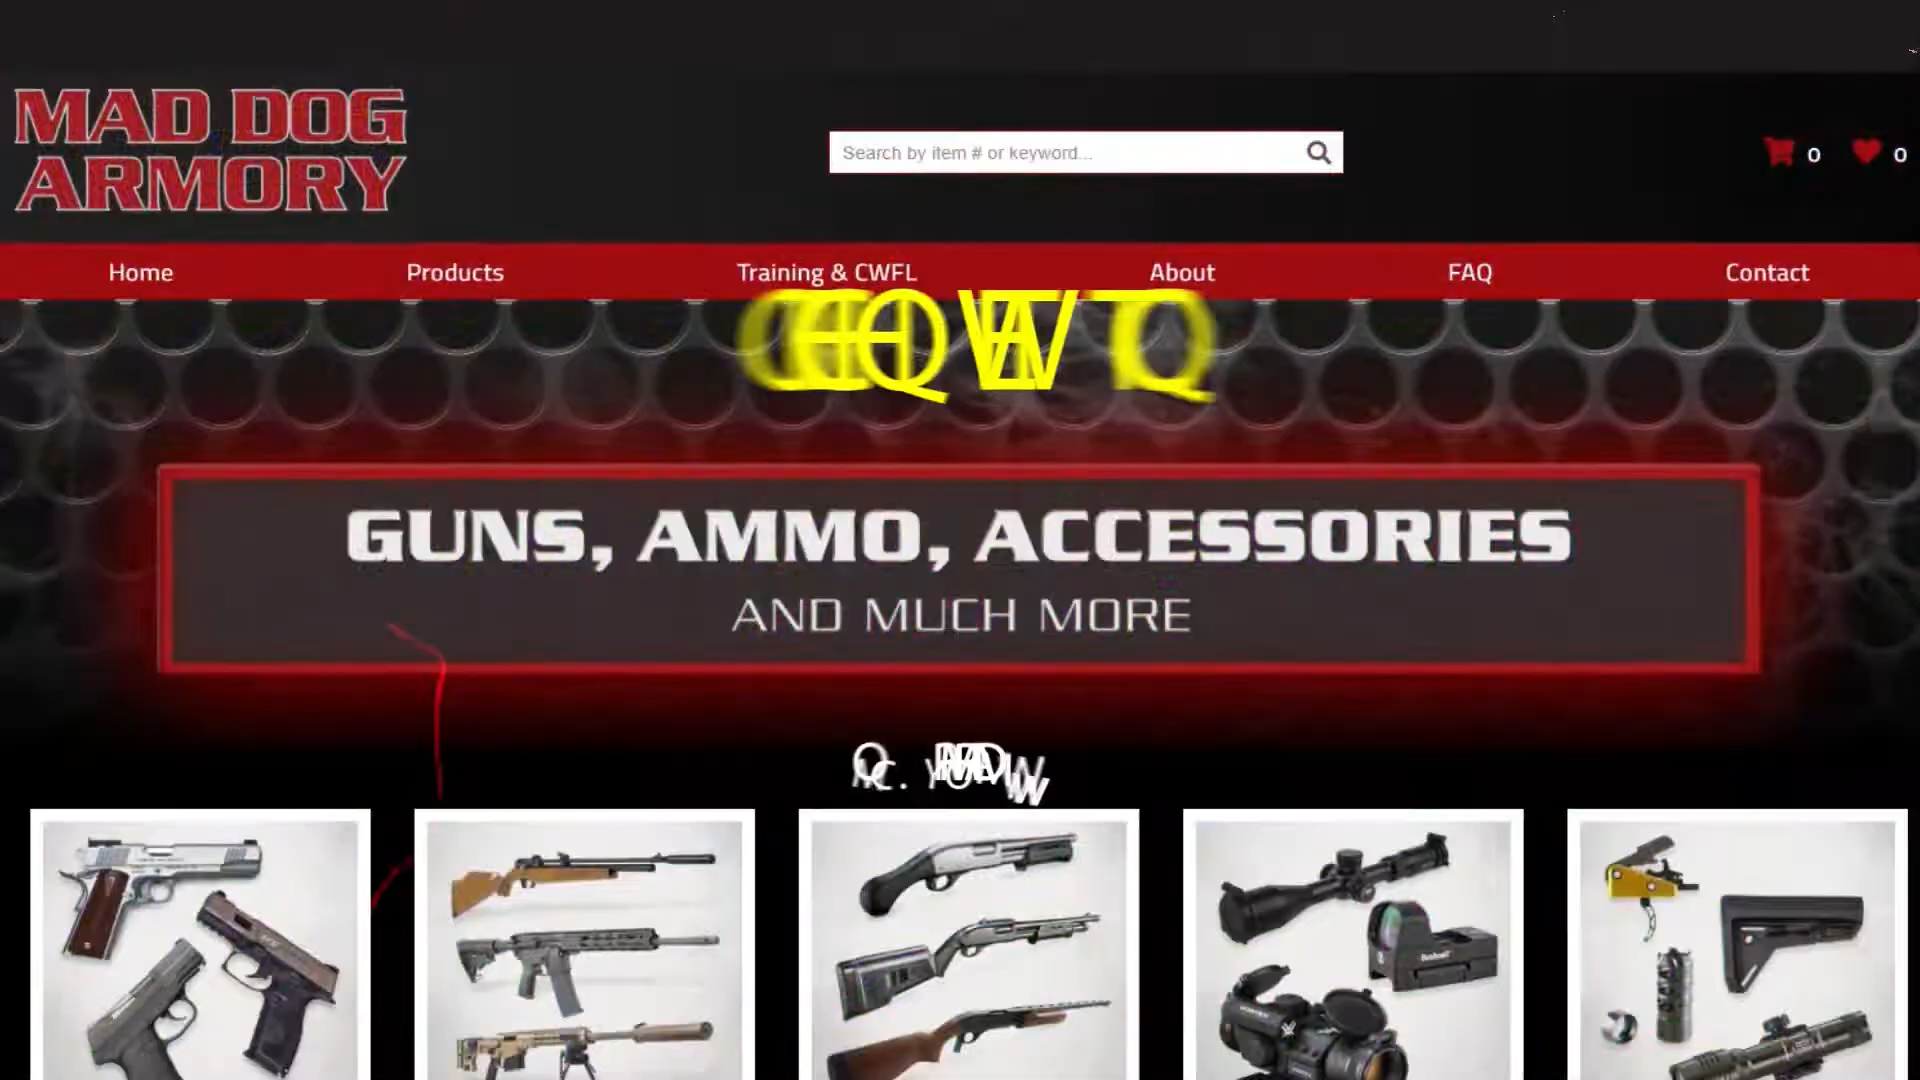 MAD DOG
ARMORY
Search by item # or keyword...
0
0
Home
Products
Training & CWFL
About
FAQ
Contact
GUNS, AMMO, ACCESSORIES
AND MUCH MORE